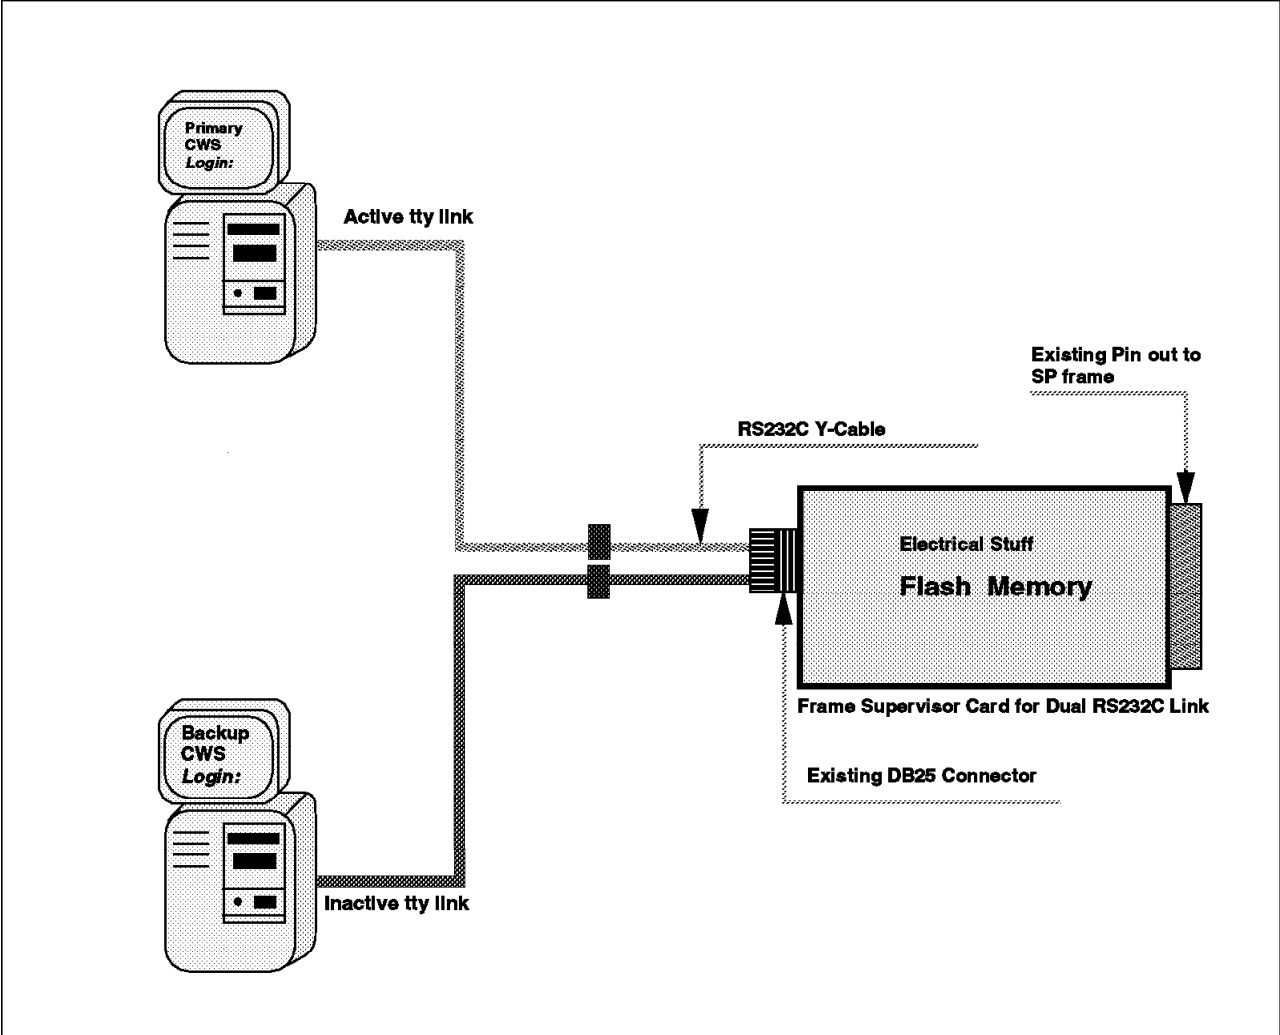 Primary
CWS
Login:
Active tty link
Existing Pin out to
SP frame
RS232C Y-Cable
Electrical Stuff
Flash Memory
Frame Supervisor Card for Dual RS232C Link
Backup
CWS
Login:
Existing DB25 Connector
Inactive tty link